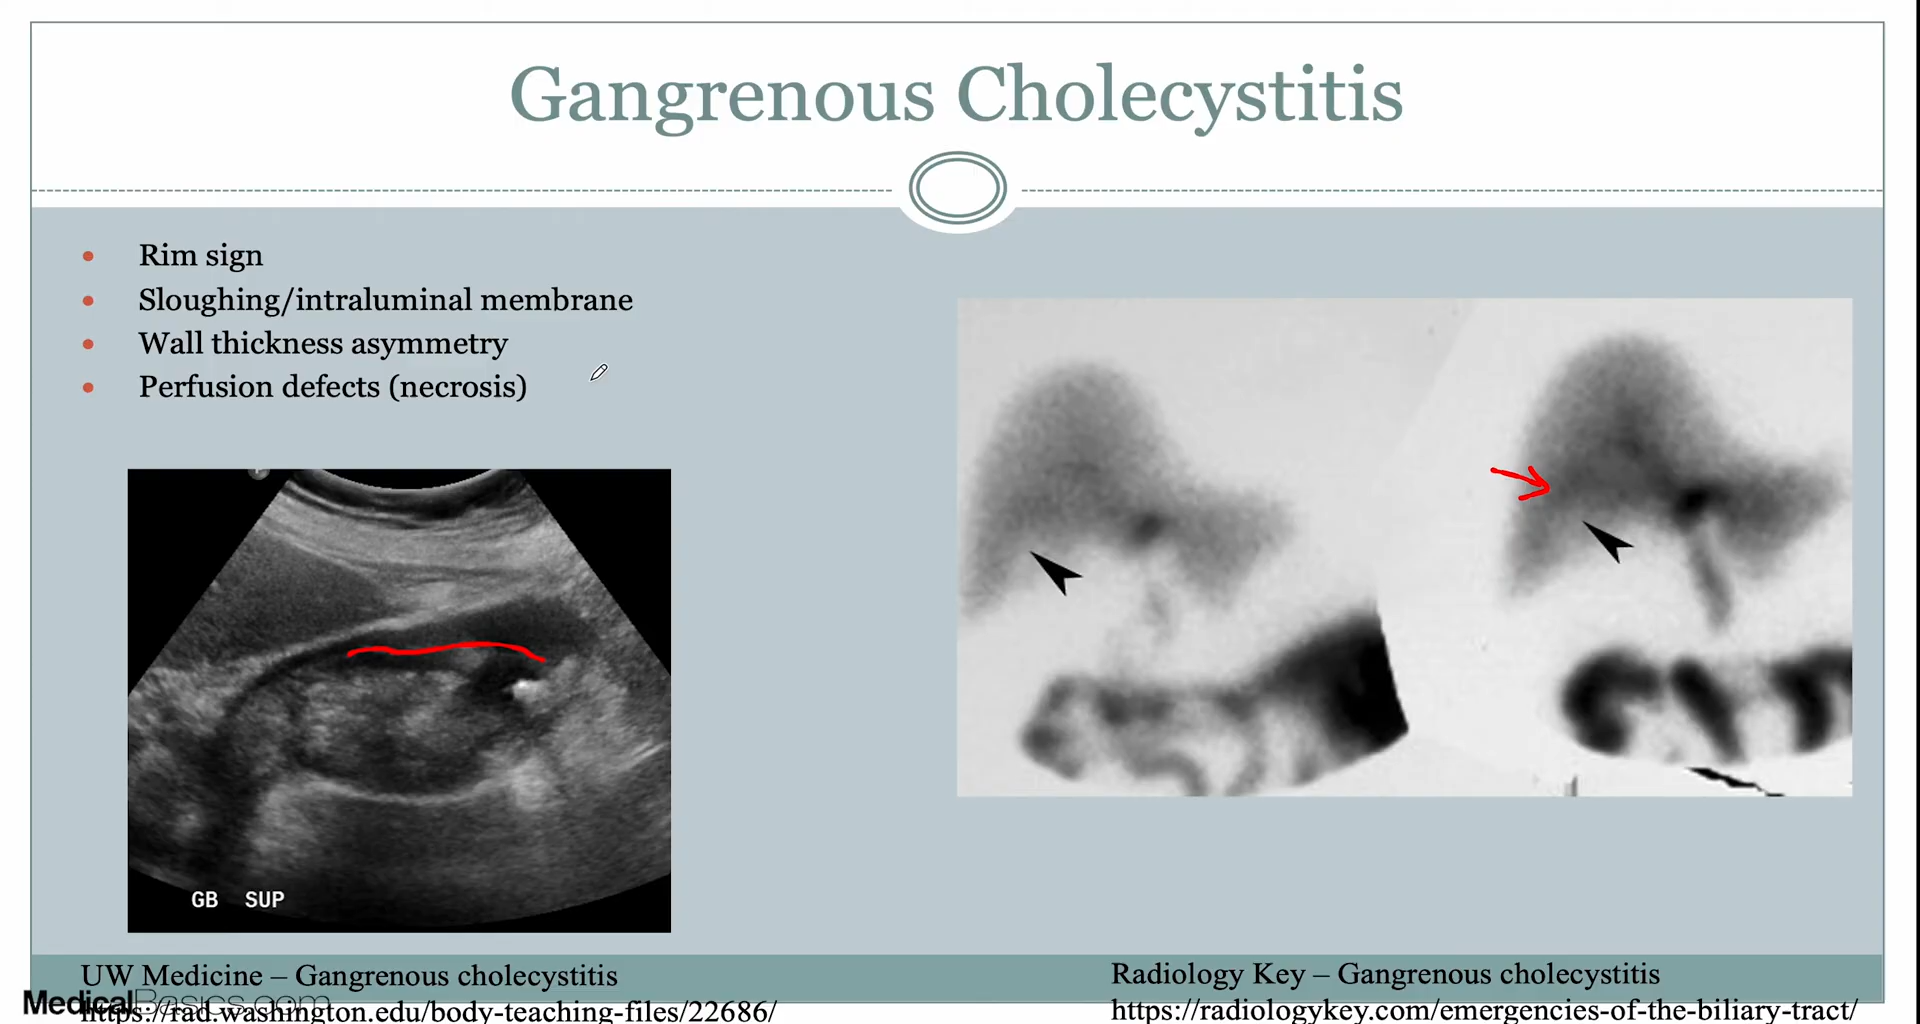 Gangrenous Cholecystitis
Rim sign
Sloughing/intraluminal membrane
Wall thickness asymmetry
Perfusion defects (necrosis)
GB SUP
UW Medicine – Gangrenous cholecystitis
https://rad.washington.edu/body-teaching-files/22686/
MedicalBasics.com
Radiology Key – Gangrenous cholecystitis
https://radiologykey.com/emergencies-of-the-biliary-tract/